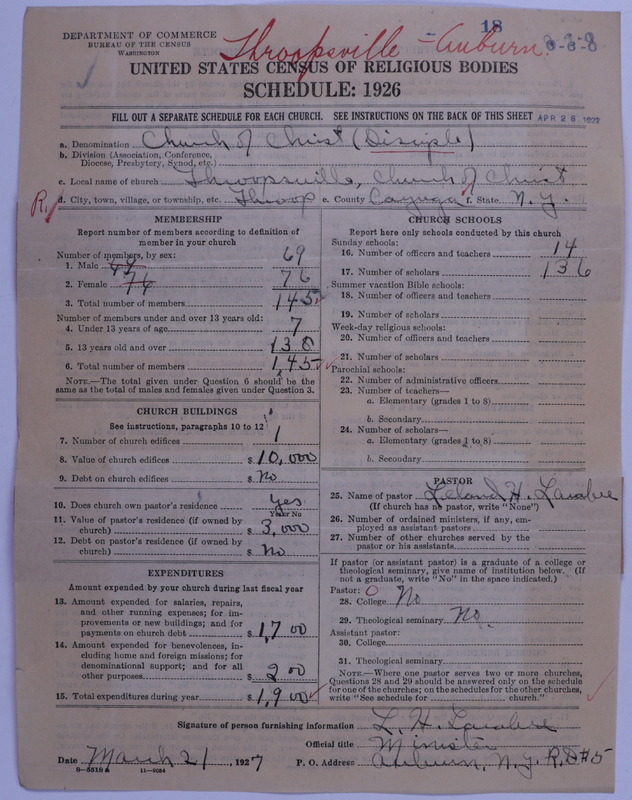 DEPARTMENT OF COMMERCE
BUREAU OF THE CENSUS
WASHINGTON
18
Throopsville - Auburn
8-8-8
UNITED STATES CENSUS OF RELIGIOUS BODIES
SCHEDULE: 1926
FILL OUT A SEPARATE SCHEDULE FOR EACH CHURCH. SEE INSTRUCTIONS ON THE BACK OF THIS SHEET APR 28 1927
a. Denomination Church of Christ (Disciple)
b. Division (Association, Conference, Diocese, Presbytery, Synod, etc.)
c. Local name of church Throopsville, Church of Christ
R. d. City, town, village, or township, etc. Throop e. County Cayuga f. State N.Y.
MEMBERSHIP
Report number of members according to definition of
member in your church
Number of members, by sex:
1. Male 69
2. Female 74 76
3. Total number of members 145
Number of members under and over 13 years old:
4. Under 13 years of age 7
5. 13 years old and over 138
6. Total number of members 145
NOTE.—The total given under Question 6 should be the
same as the total of males and females given under Question 3.
CHURCH BUILDINGS
See instructions, paragraphs 10 to 12
7. Number of church edifices 1
8. Value of church edifices $ 10,000
9. Debt on church edifices $ No
10. Does church own pastor's residence Yes
Yes or No
11. Value of pastor's residence (if owned by
church) $ 3,000
12. Debt on pastor's residence (if owned by
church) $ No
EXPENDITURES
Amount expended by your church during last fiscal year
13. Amount expended for salaries, repairs,
and other running expenses; for im-
provements or new buildings; and for
payments on church debt $ 1,700
14. Amount expended for benevolences, in-
cluding home and foreign missions; for
denominational support; and for all
other purposes $ 200
15. Total expenditures during year $ 1,900
CHURCH SCHOOLS
Report here only schools conducted by this church
Sunday schools:
16. Number of officers and teachers 14
17. Number of scholars 136
Summer vacation Bible schools:
18. Number of officers and teachers
19. Number of scholars
Week-day religious schools:
20. Number of officers and teachers
21. Number of scholars
Parochial schools:
22. Number of administrative officers
23. Number of teachers—
a. Elementary (grades 1 to 8)
b. Secondary
24. Number of scholars—
a. Elementary (grades 1 to 8)
b. Secondary
PASTOR
25. Name of pastor Leland H.
(If church has no pastor, write "None")
26. Number of ordained ministers, if any, em-
ployed as assistant pastors
27. Number of other churches served by the
pastor or his assistants
If pastor (or assistant pastor) is a graduate of a college or
theological seminary, give name of institution below. (If
not a graduate, write "No" in the space indicated.)
Pastor: O
28. College No
29. Theological seminary No.
Assistant pastor:
30. College
31. Theological seminary
NOTE.—Where one pastor serves two or more churches,
Questions 28 and 29 should be answered only on the schedule
for one of the churches; on the schedules for the other churches,
write "See schedule for church."
Signature of person furnishing information L. H.
Official title Minister
Date March 21, 1927 P. O. Address Auburn, N.Y. R.D#5
8-5518a 11-9054